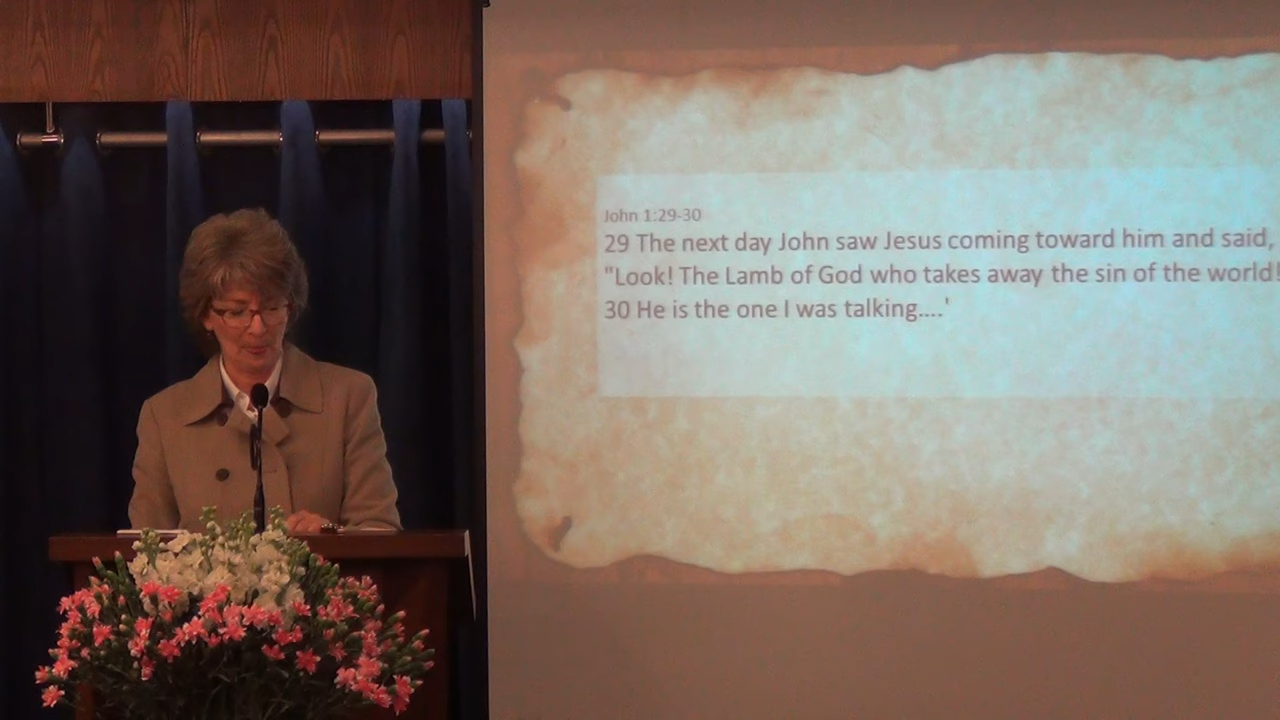 John 1:29-30
29 The next day John saw Jesus coming toward him and said,
"Look! The Lamb of God who takes away the sin of the world!
30 He is the one I was talking....'